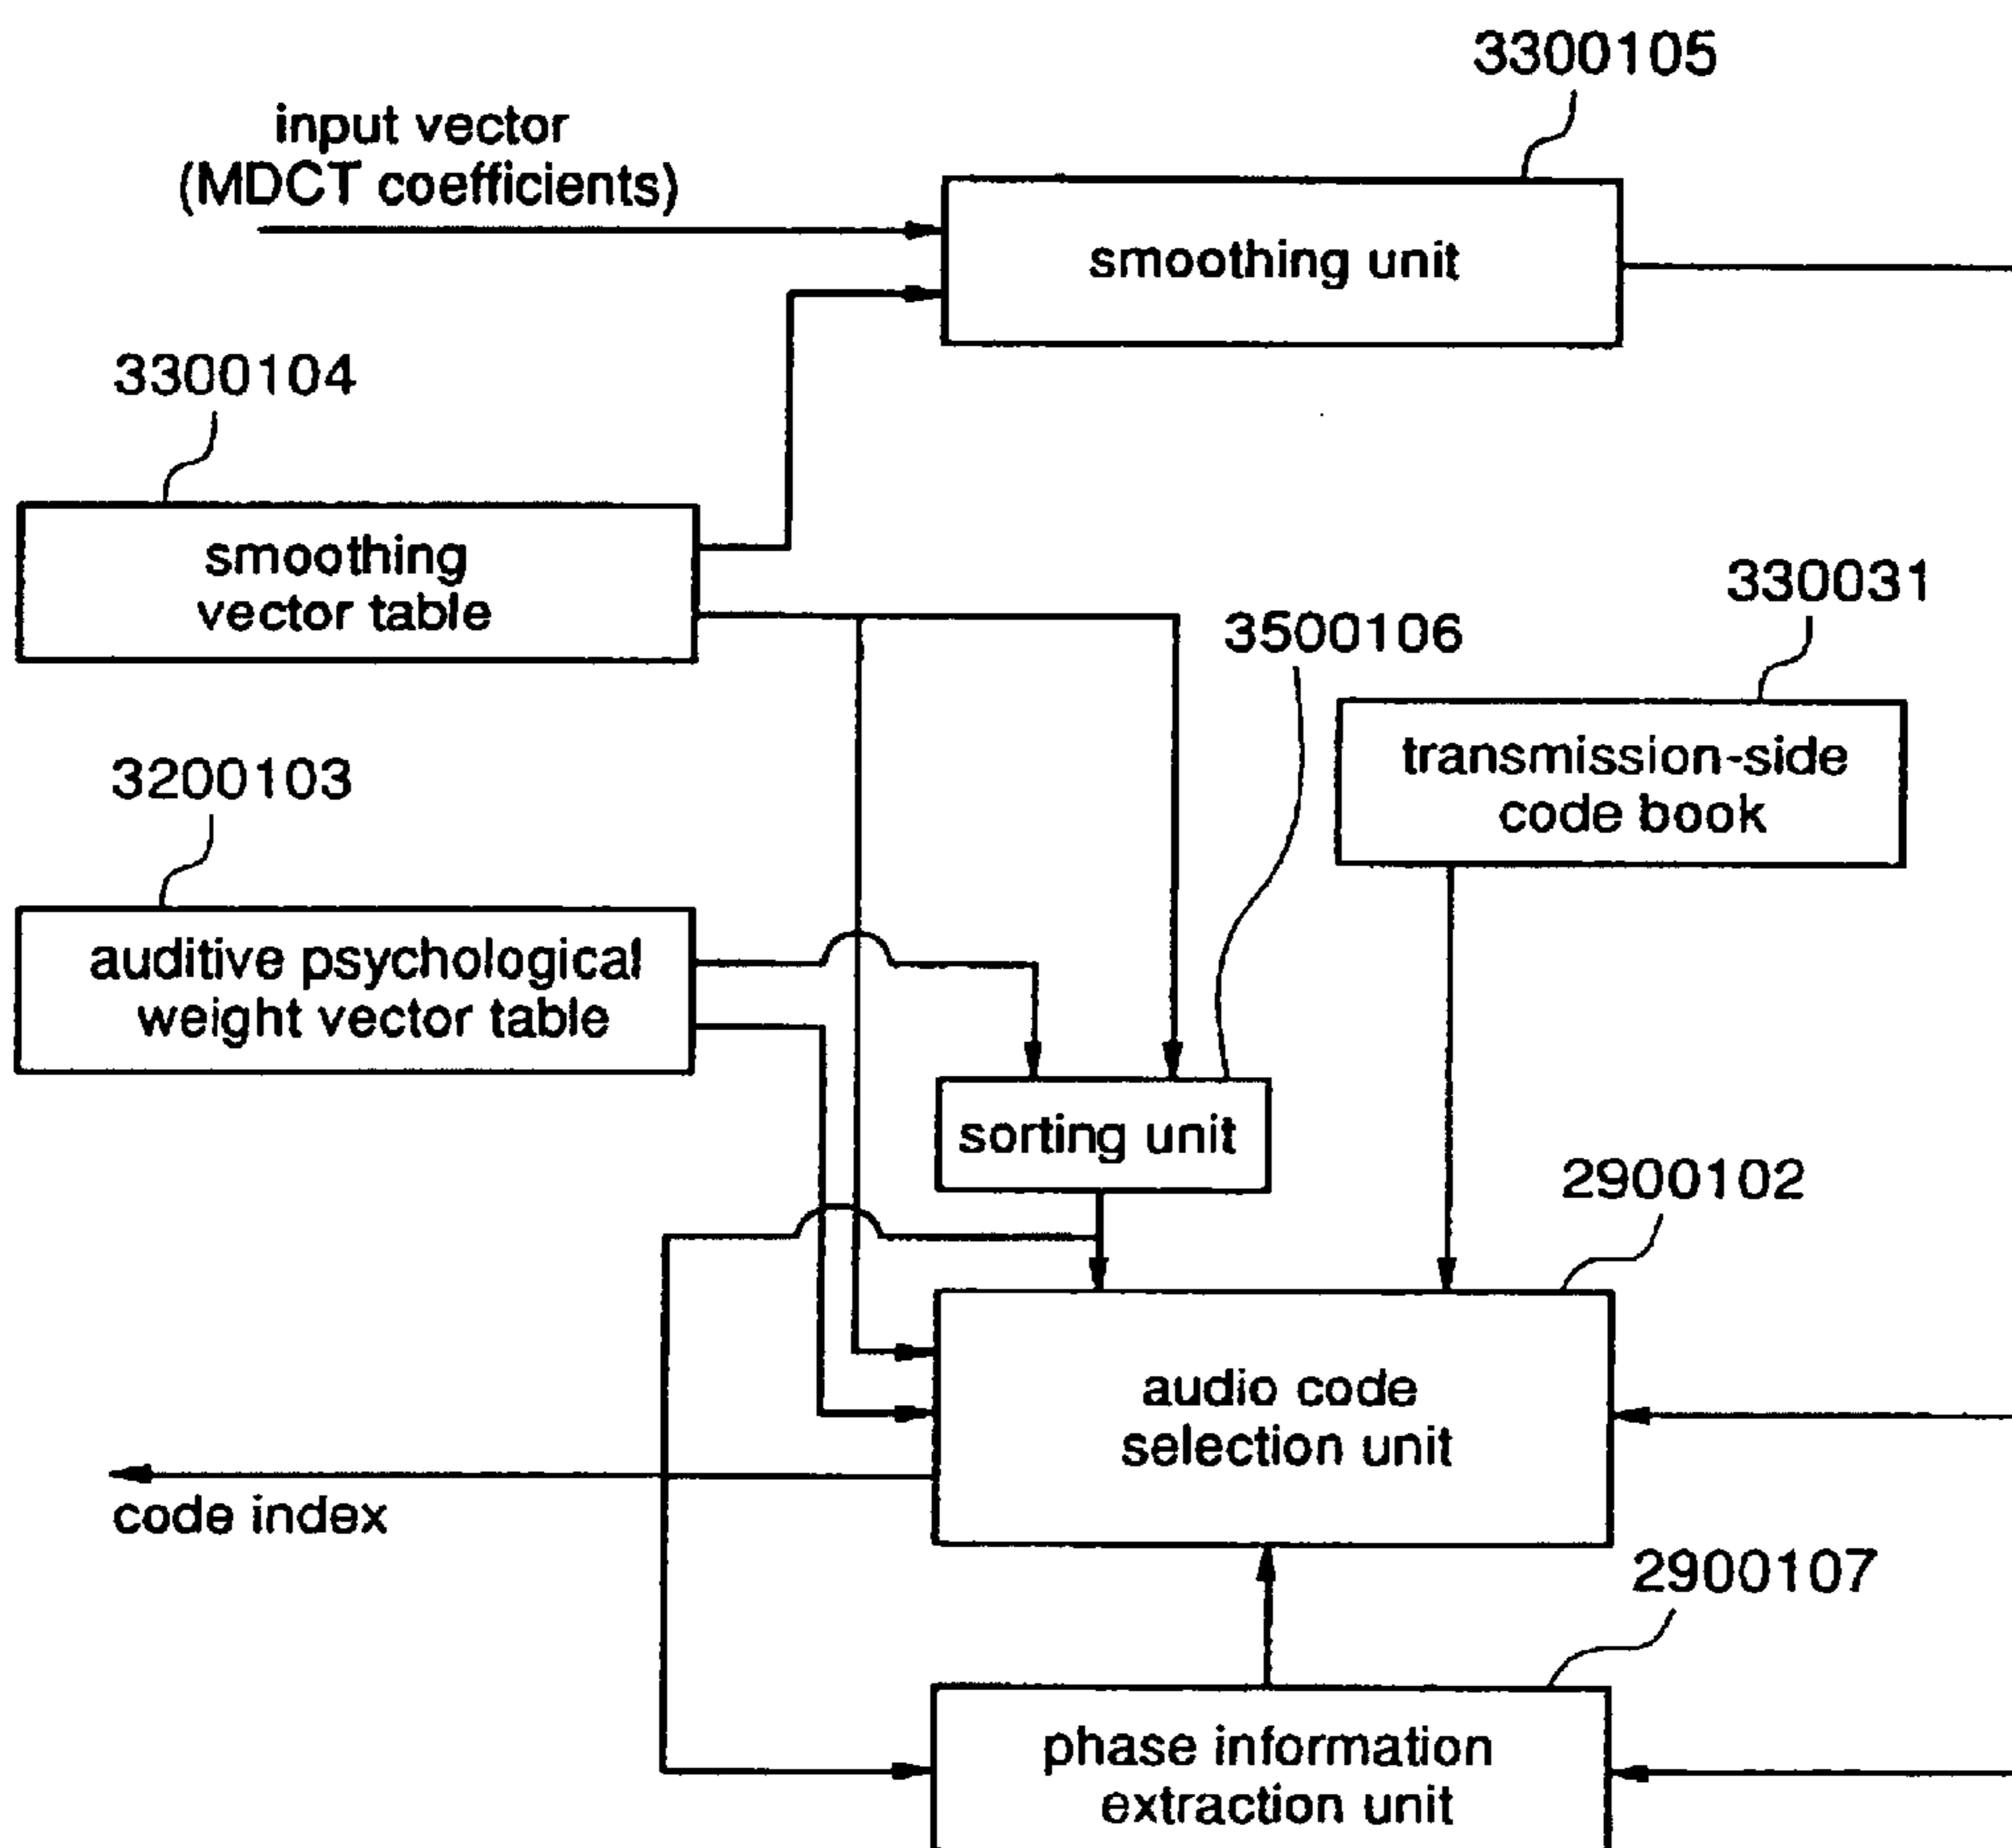 3300105
input vector
(MDCT coefficients)
smoothing unit
3300104
smoothing
vector table
330031
3500106
transmission-side
code book
3200103
auditive psychological
weight vector table
sorting unit
2900102
audio code
selection unit
code index
2900107
phase information
extraction unit